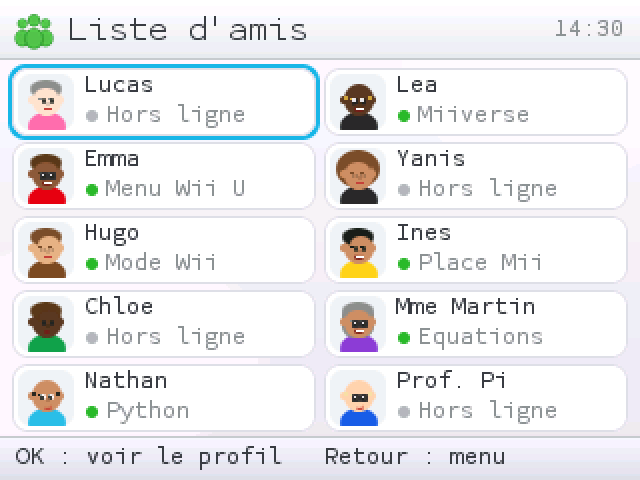 Liste d'amis
14:30
Lucas
Hors ligne
Lea
Miiverse
Emma
Menu Wii U
Yanis
Hors ligne
Hugo
Mode Wii
Ines
Place Mii
Chloe
Hors ligne
Mme Martin
Equations
Nathan
Python
Prof. Pi
Hors ligne
OK : voir le profil
Retour : menu